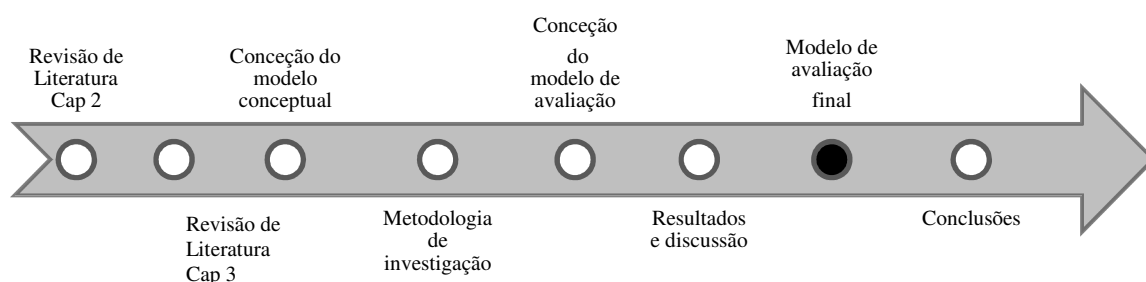 Revisão de
Literatura
Cap 2
Revisão de
Literatura
Cap 3
Conceção do
modelo
conceptual
Metodologia
de
investigação
Conceção
do
modelo de
avaliação
Resultados
e discussão
Modelo de
avaliação
final
Conclusões